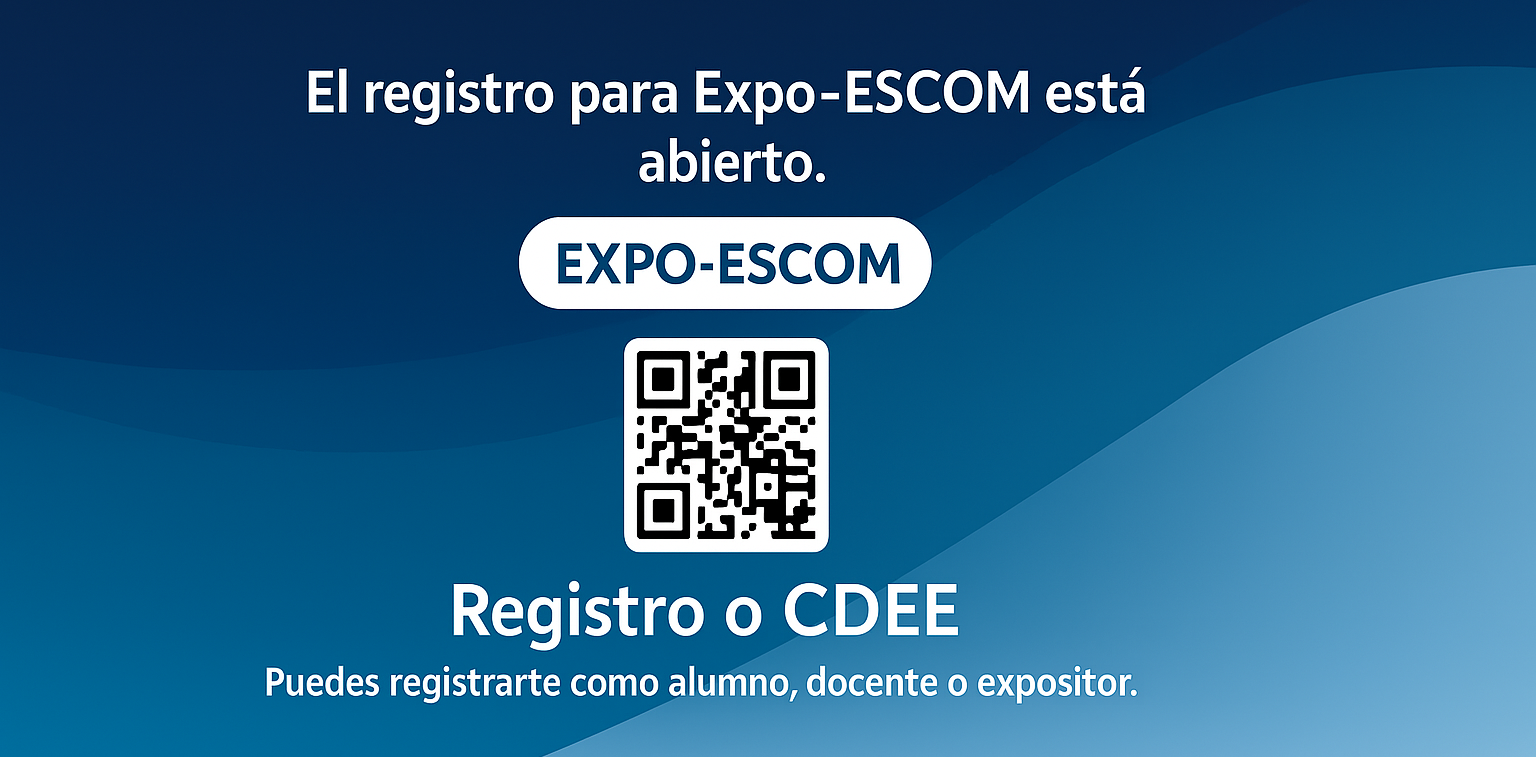 El registro para Expo-ESCOM está
abierto.
EXPO-ESCOM
Registro o CDEE
Puedes registrarte como alumno, docente o expositor.